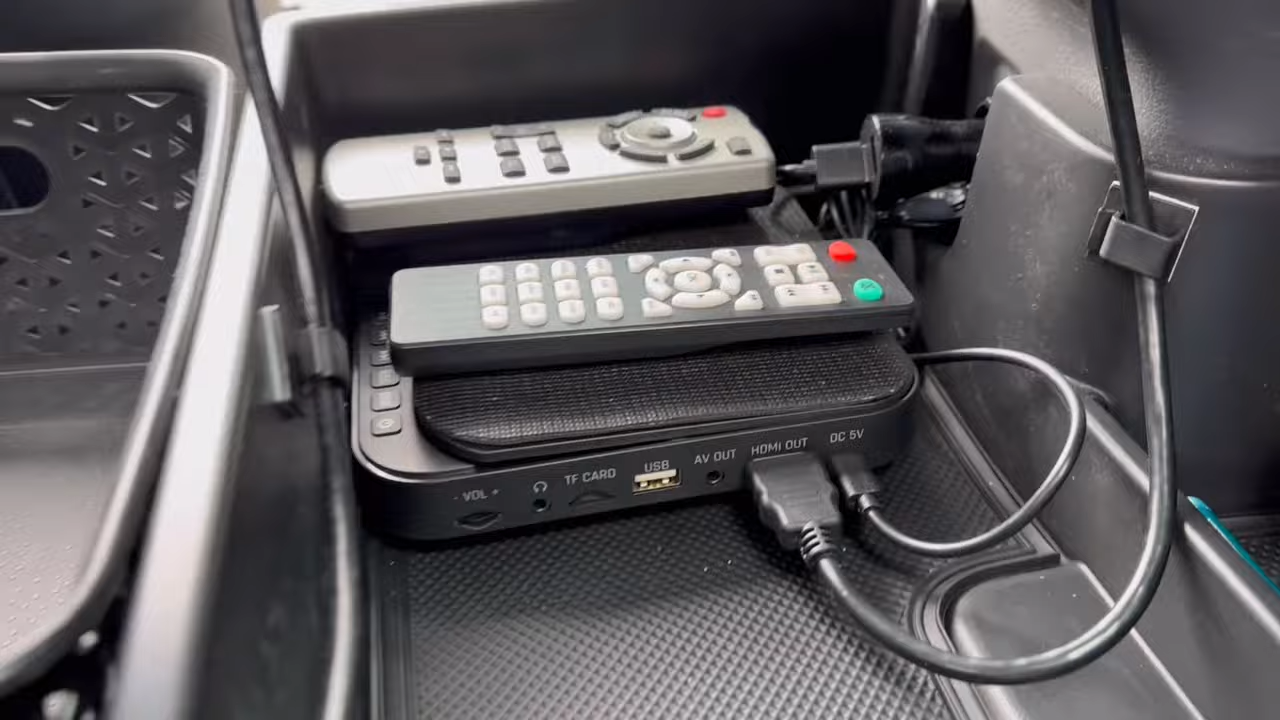 - VOL +
TF CARD
USB
AV OUT
HDMI OUT
DC 5V